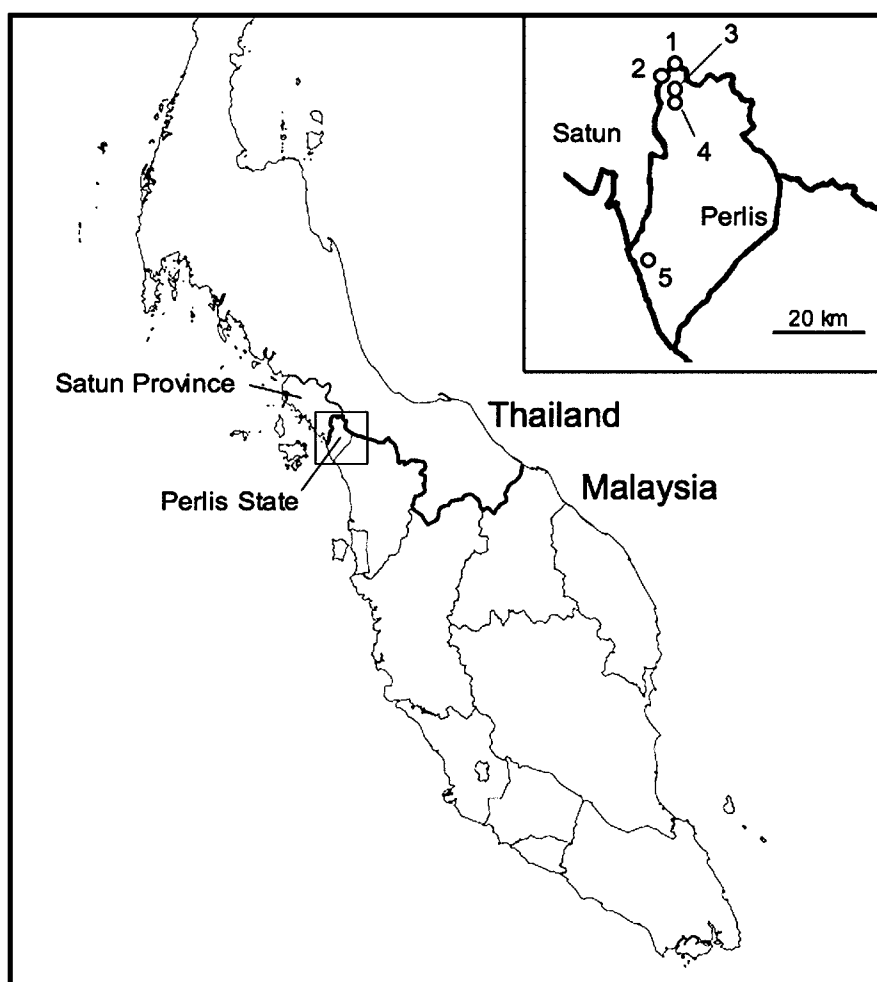 1
3
2
Satun
4
Perlis
5
20 km
Satun Province
Thailand
Perlis State
Malaysia